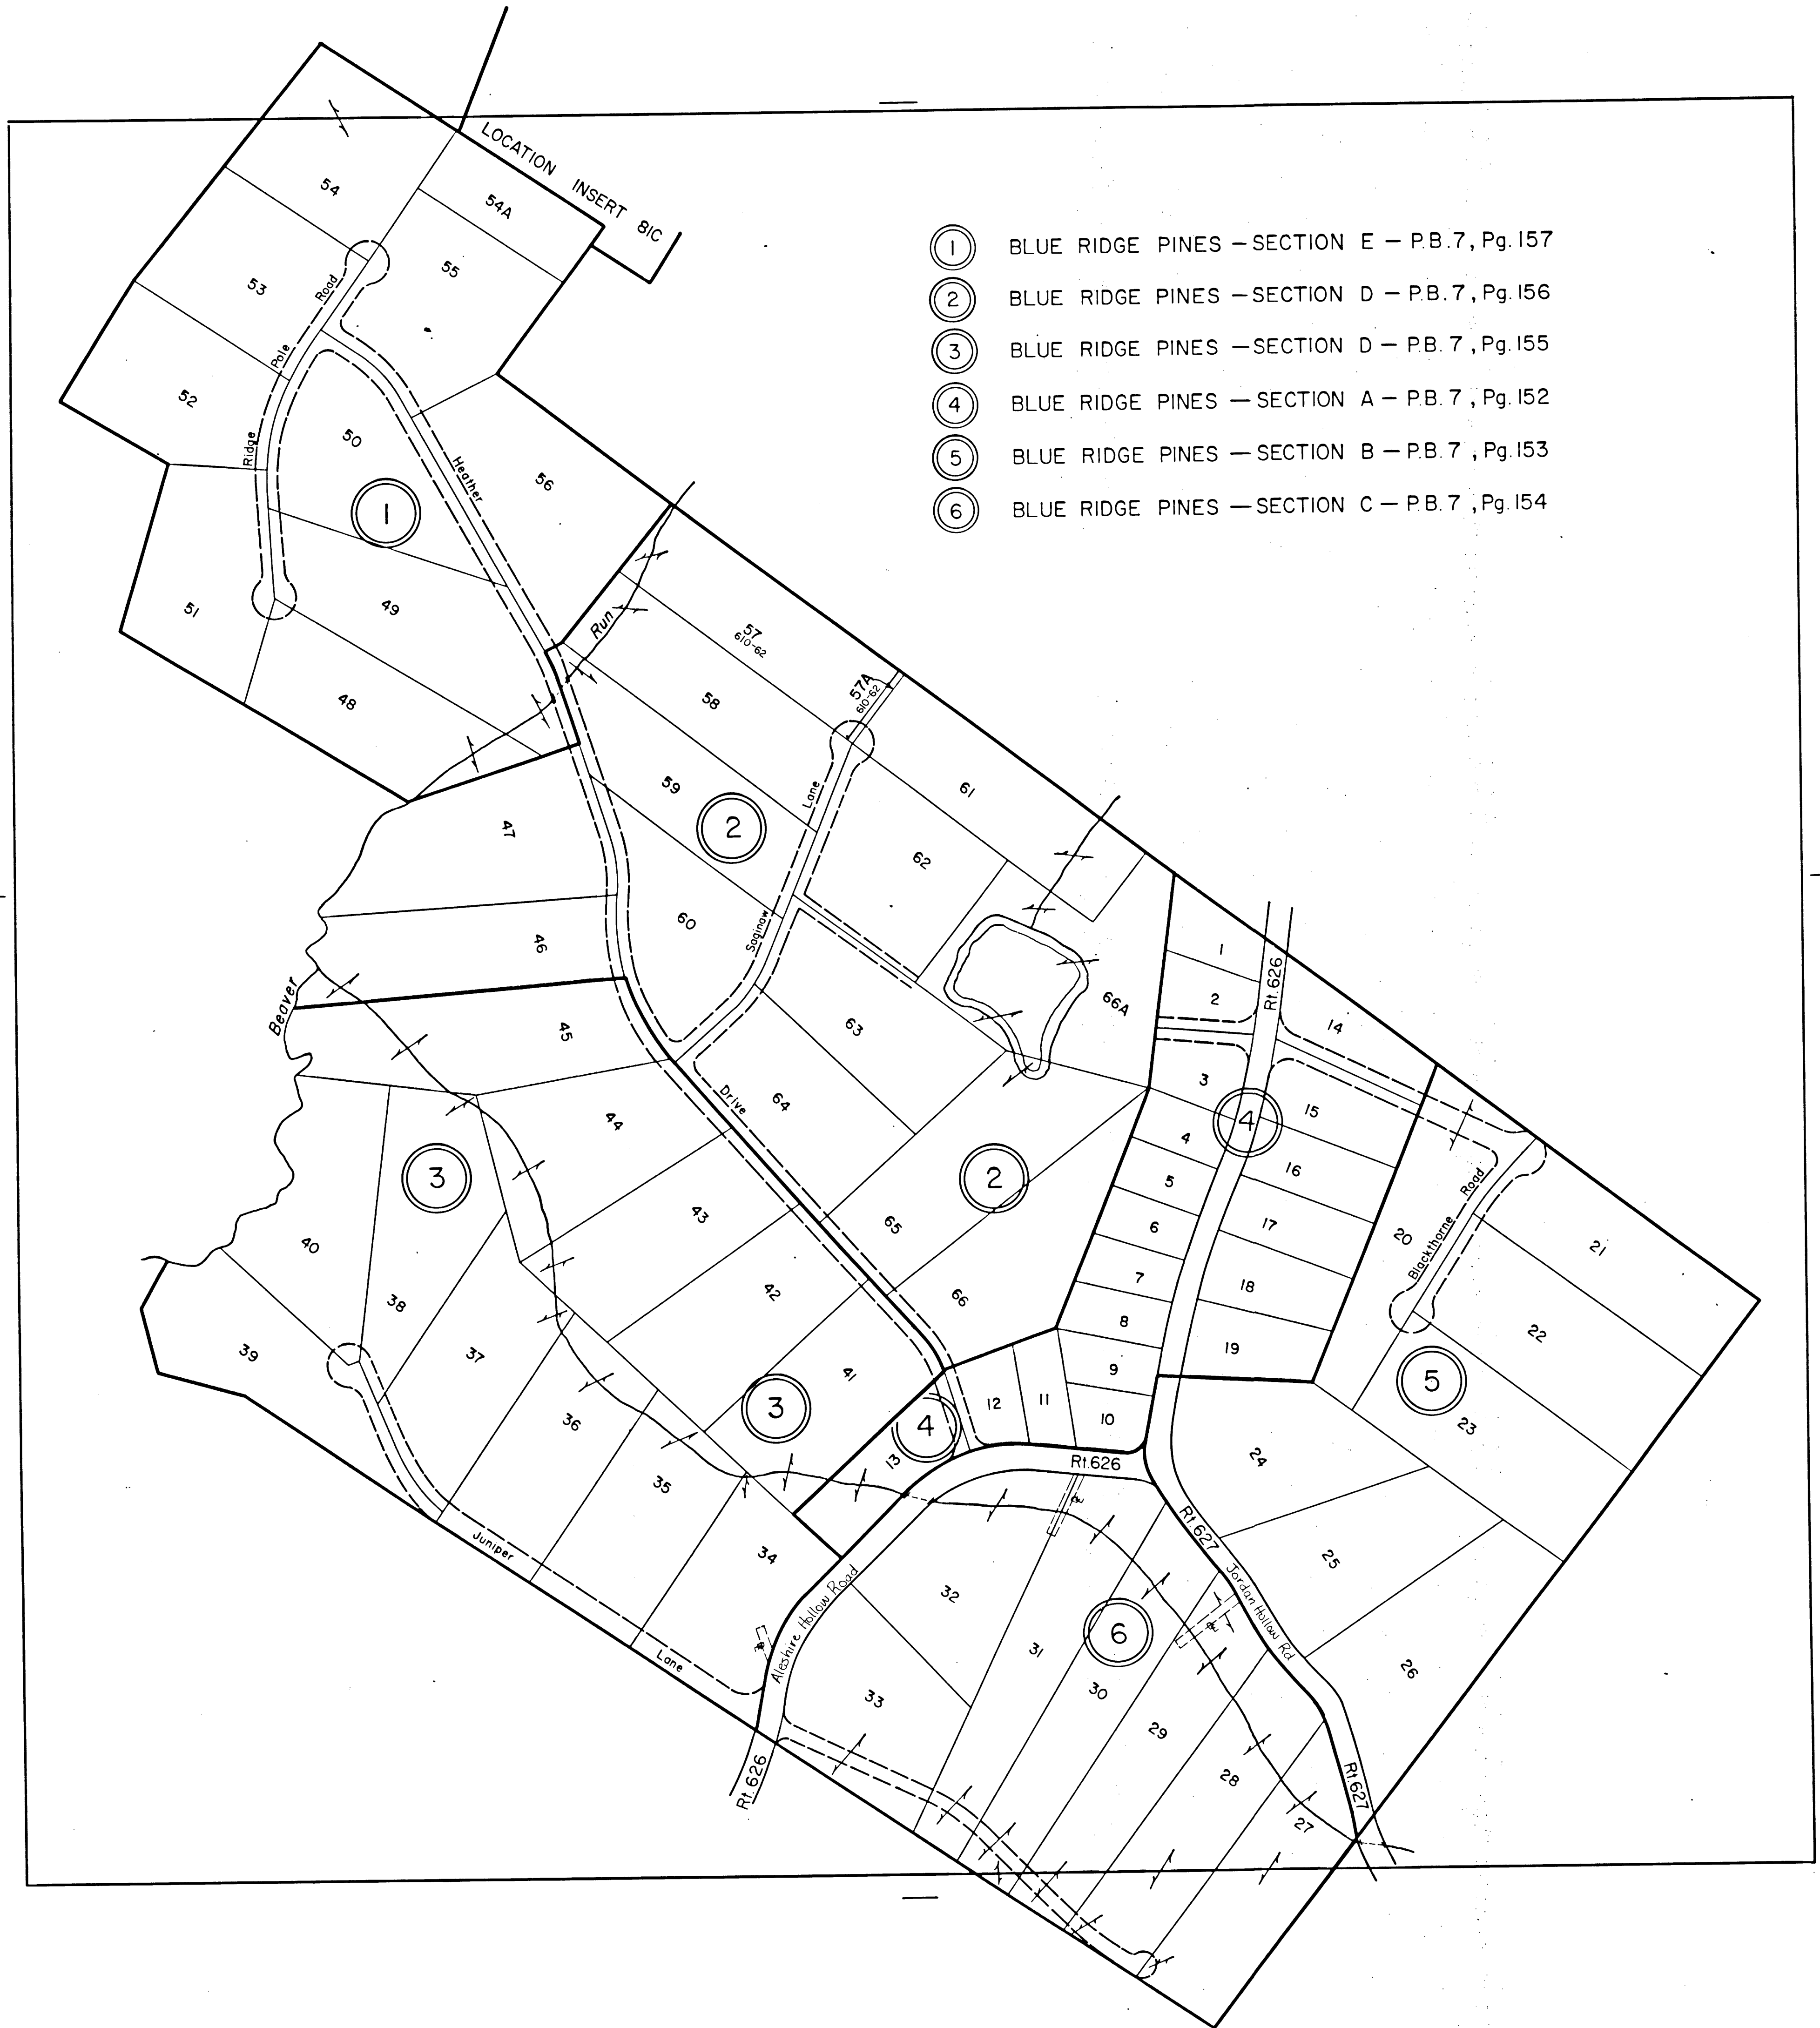 LOCATION INSERT 81C
1 BLUE RIDGE PINES — SECTION E — P.B. 7, Pg. 157
2 BLUE RIDGE PINES — SECTION D — P.B. 7, Pg. 156
3 BLUE RIDGE PINES — SECTION D — P.B. 7, Pg. 155
4 BLUE RIDGE PINES — SECTION A — P.B. 7, Pg. 152
5 BLUE RIDGE PINES — SECTION B — P.B. 7, Pg. 153
6 BLUE RIDGE PINES — SECTION C — P.B. 7, Pg. 154
54
54A
53
55
Ridge Pole Road
52
50
Heather
56
1
51
49
48
Run
57
610-62
57A
610-62
58
59
2
Lane
61
62
47
46
60
Saginaw
Beaver
45
63
66A
1
2
Rt. 626
14
3
4
15
64
Drive
44
4
5
16
6
17
3
2
43
65
20
Blackthorne Road
21
40
38
42
66
7
18
8
22
39
37
41
9
19
3
12
11
10
5
23
36
4
13
Rt. 626
24
35
Rt. 627
Juniper
34
32
25
Jordan Hollow Rd
31
6
26
Aleshire Hollow Road
Lane
33
30
29
28
27
Rt. 626
Rt. 627